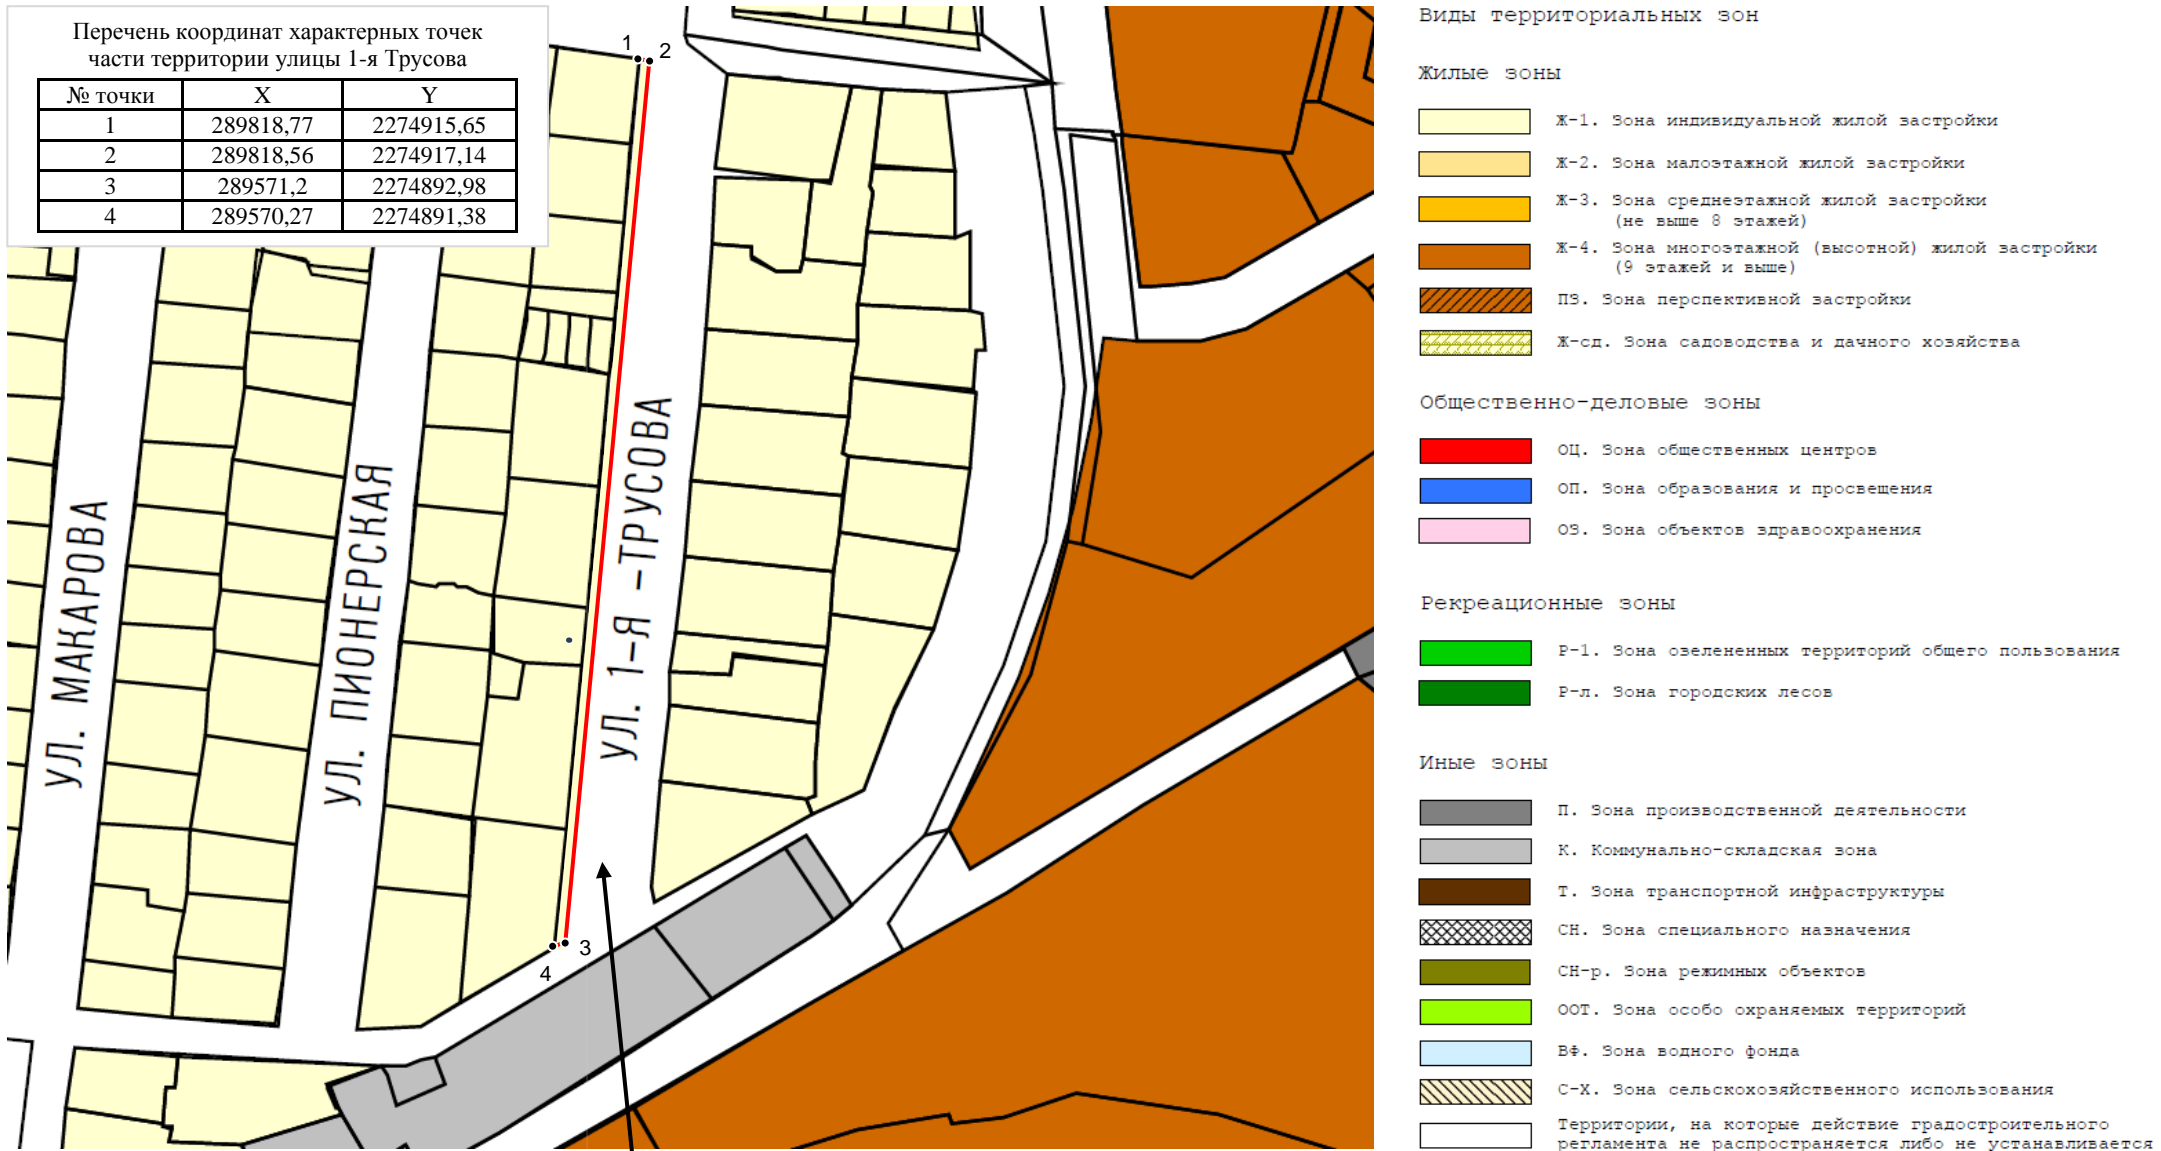 Перечень координат характерных точек
части территории улицы 1-я Трусова
№ точки X Y
1 289818,77 2274915,65
2 289818,56 2274917,14
3 289571,2 2274892,98
4 289570,27 2274891,38
1
2
3
4
УЛ. МАКАРОВА
УЛ. ПИОНЕРСКАЯ
УЛ. 1-Я -ТРУСОВА
Виды территориальных зон
Жилые зоны
Ж-1. Зона индивидуальной жилой застройки
Ж-2. Зона малоэтажной жилой застройки
Ж-3. Зона среднеэтажной жилой застройки
(не выше 8 этажей)
Ж-4. Зона многоэтажной (высотной) жилой застройки
(9 этажей и выше)
ПЗ. Зона перспективной застройки
Ж-сд. Зона садоводства и дачного хозяйства
Общественно-деловые зоны
ОЦ. Зона общественных центров
ОП. Зона образования и просвещения
ОЗ. Зона объектов здравоохранения
Рекреационные зоны
Р-1. Зона озелененных территорий общего пользования
Р-л. Зона городских лесов
Иные зоны
П. Зона производственной деятельности
К. Коммунально-складская зона
Т. Зона транспортной инфраструктуры
СН. Зона специального назначения
СН-р. Зона режимных объектов
ООТ. Зона особо охраняемых территорий
ВФ. Зона водного фонда
С-Х. Зона сельскохозяйственного использования
Территории, на которые действие градостроительного
регламента не распространяется либо не устанавливается